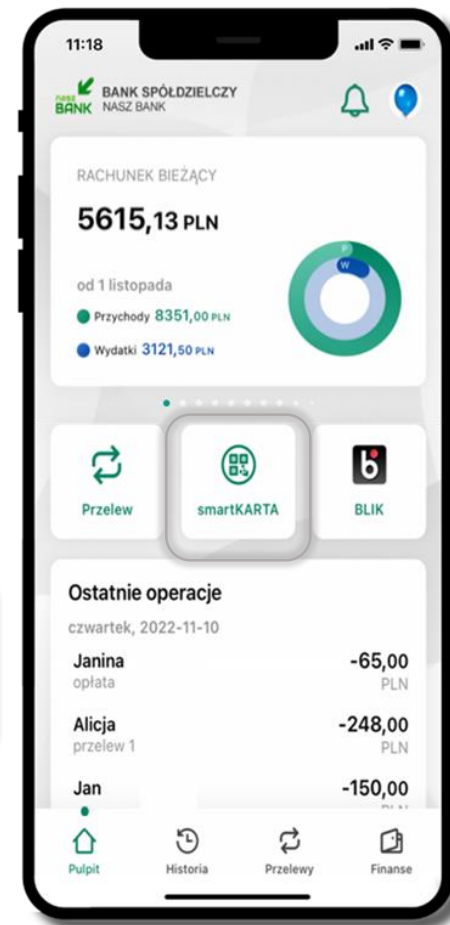 11:18
nasz
BANK
BANK SPÓŁDZIELCZY
NASZ BANK
RACHUNEK BIEŻĄCY
5615,13 PLN
od 1 listopada
Przychody 8351,00 PLN
Wydatki 3121,50 PLN
P
W
Przelew
smartKARTA
BLIK
Ostatnie operacje
czwartek, 2022-11-10
Janina -65,00
opłata PLN
Alicja -248,00
przelew 1 PLN
Jan -150,00
Pulpit Historia Przelewy Finanse